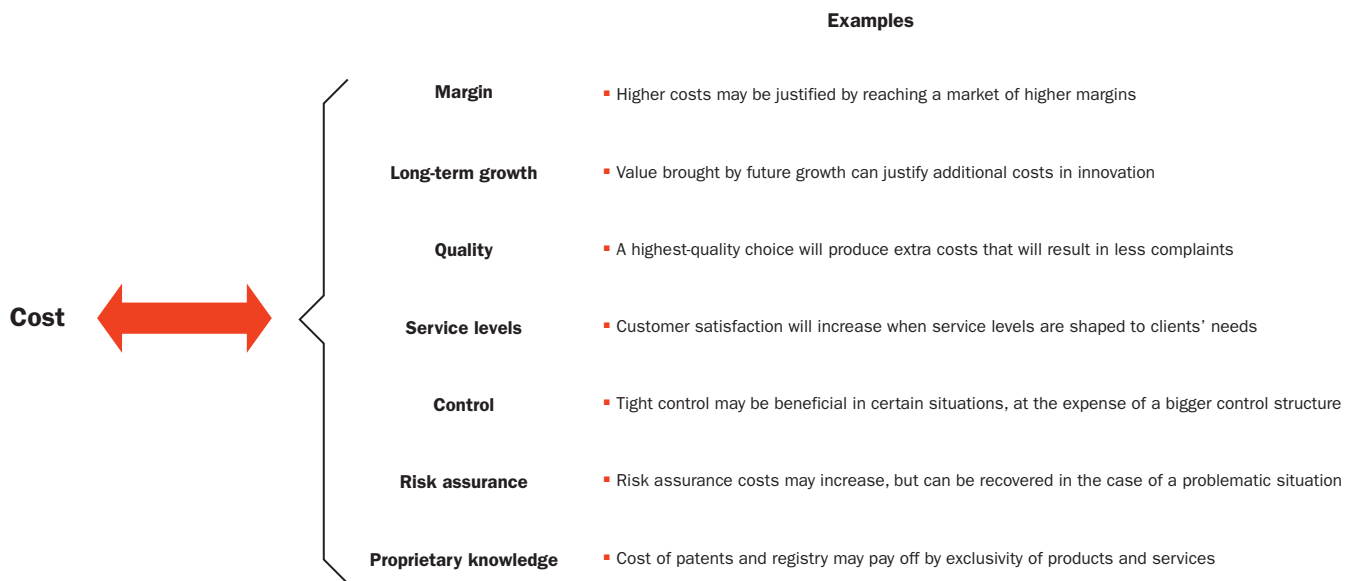 Examples
Margin
▪ Higher costs may be justified by reaching a market of higher margins
Long-term growth
▪ Value brought by future growth can justify additional costs in innovation
Quality
▪ A highest-quality choice will produce extra costs that will result in less complaints
Cost
Service levels
▪ Customer satisfaction will increase when service levels are shaped to clients’ needs
Control
▪ Tight control may be beneficial in certain situations, at the expense of a bigger control structure
Risk assurance
▪ Risk assurance costs may increase, but can be recovered in the case of a problematic situation
Proprietary knowledge
▪ Cost of patents and registry may pay off by exclusivity of products and services